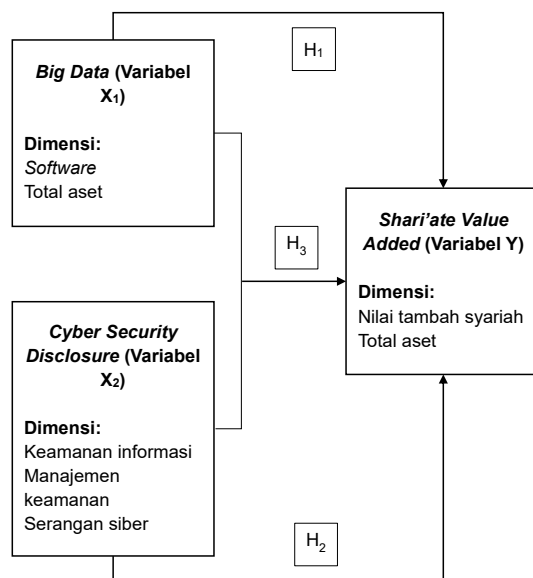 H₁
Big Data (Variabel
X₁)
Dimensi:
Software
Total aset
H₃
Shari’ate Value
Added (Variabel Y)
Dimensi:
Nilai tambah syariah
Total aset
Cyber Security
Disclosure (Variabel
X₂)
Dimensi:
Keamanan informasi
Manajemen
keamanan
Serangan siber
H₂